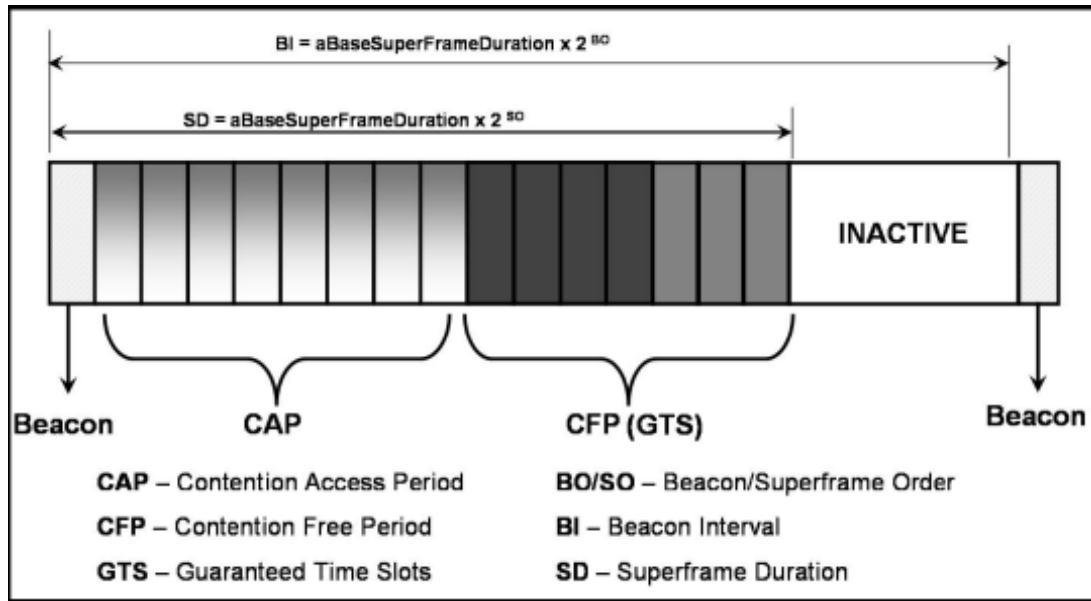 BI = aBaseSuperFrameDuration x 2 BO
SD = aBaseSuperFrameDuration x 2 SO
INACTIVE
Beacon
CAP
CFP (GTS)
Beacon
CAP – Contention Access Period
BO/SO – Beacon/Superframe Order
CFP – Contention Free Period
BI – Beacon Interval
GTS – Guaranteed Time Slots
SD – Superframe Duration